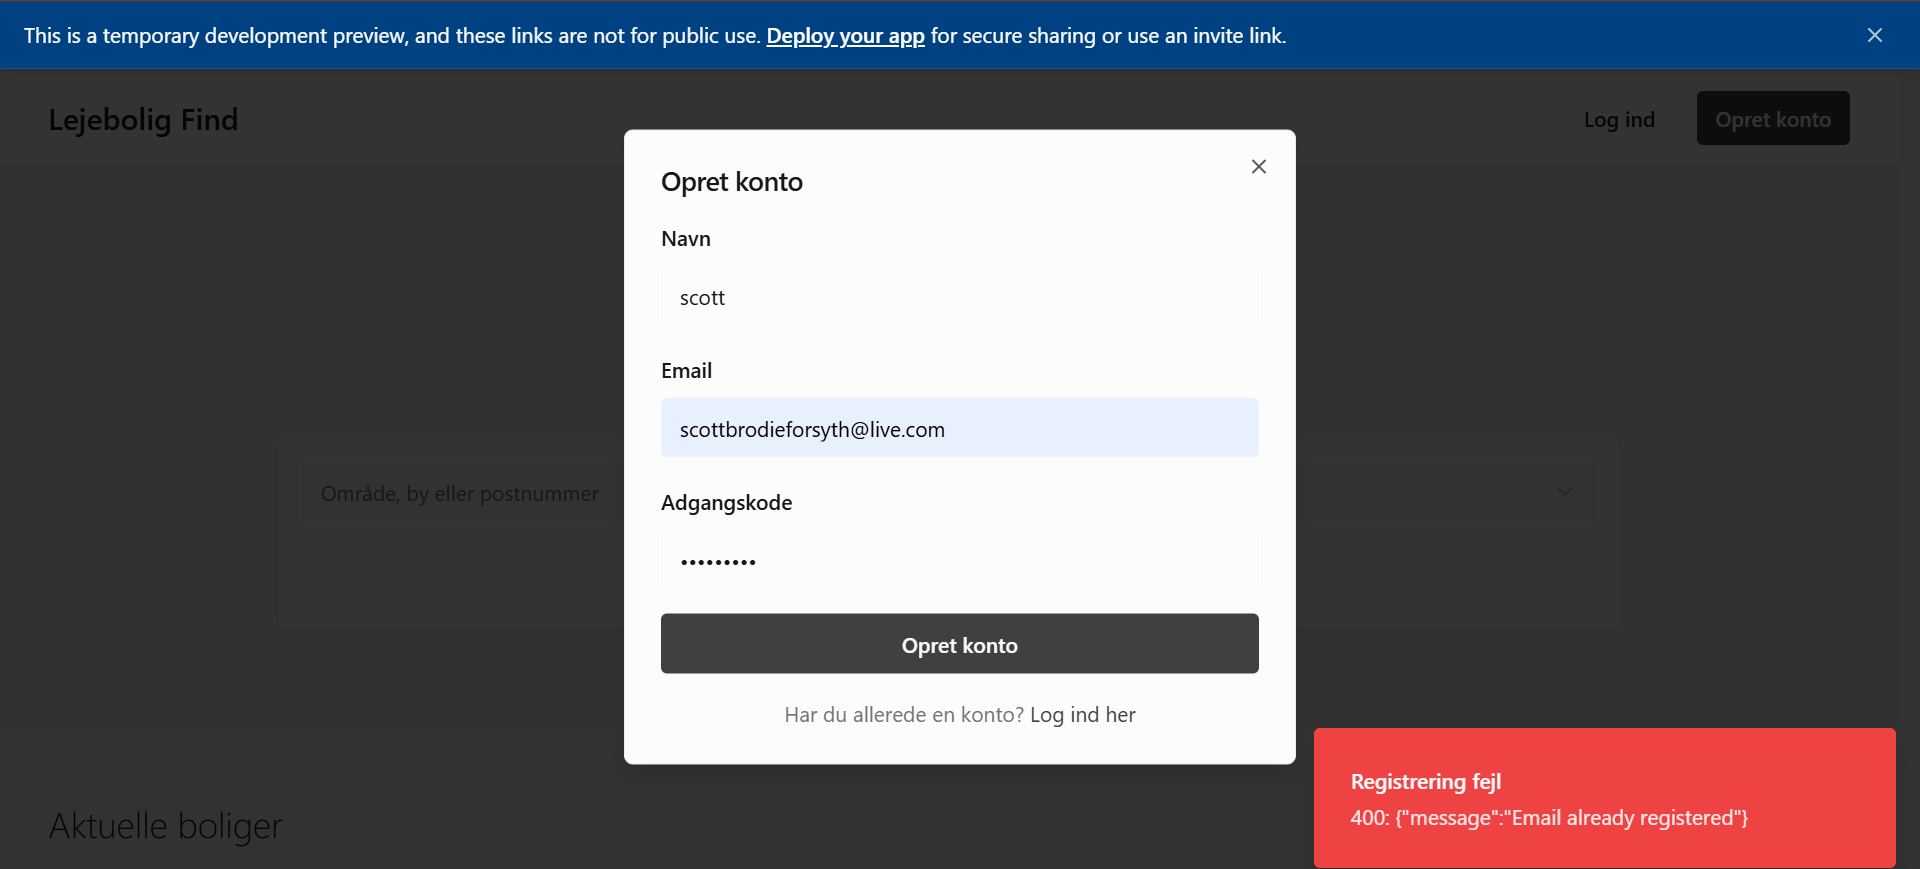 This is a temporary development preview, and these links are not for public use. Deploy your app for secure sharing or use an invite link.
Lejebolig Find
Log ind
Opret konto
Opret konto
Navn
scott
Email
scottbrodieforsyth@live.com
Område, by eller postnummer
Adgangskode
•••••••••
Opret konto
Har du allerede en konto? Log ind her
Registrering fejl
400: {"message":"Email already registered"}
Aktuelle boliger